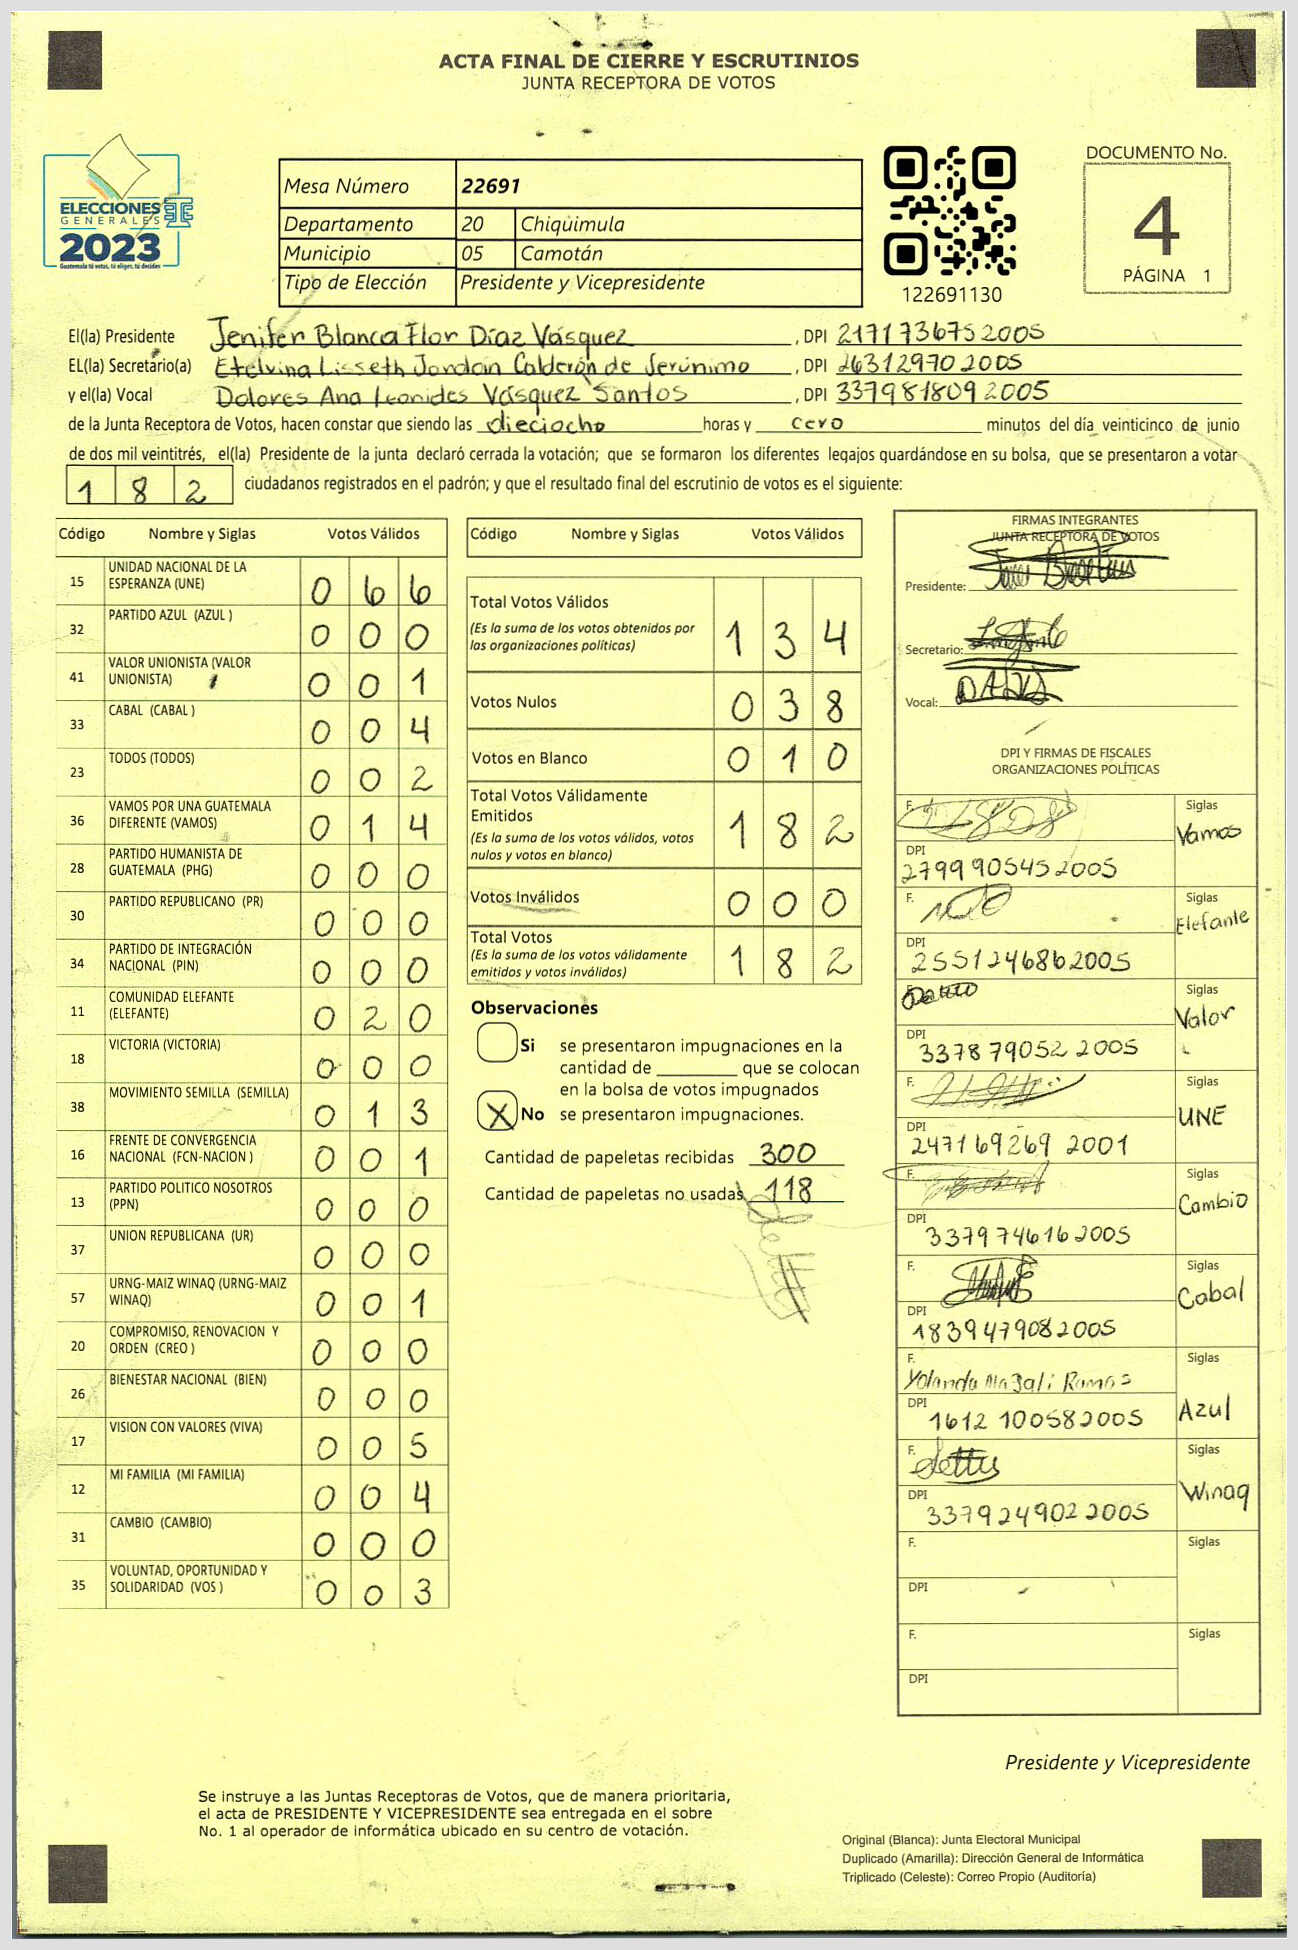 ACTA FINAL DE CIERRE Y ESCRUTINIOS
JUNTA RECEPTORA DE VOTOS
ELECCIONES
GENERALES
2023
Guatemala tú votas, tú eliges, tú decides
Mesa Número 22691
Departamento 20 Chiquimula
Municipio 05 Camotán
Tipo de Elección Presidente y Vicepresidente
122691130
DOCUMENTO No.
4
PÁGINA 1
El(la) Presidente Jenifer Blanca Flor Díaz Vásquez, DPI 2171736752005
EL(la) Secretario(a) Etelvina Lisseth Jordán Calderón de Jerónimo, DPI 263129702005
y el(la) Vocal Dolores Ana Leonides Vásquez Santos, DPI 3379818092005
de la Junta Receptora de Votos, hacen constar que siendo las dieciocho horas y cero minutos del día veinticinco de junio
de dos mil veintitrés, el(la) Presidente de la junta declaró cerrada la votación; que se formaron los diferentes legajos guardándose en su bolsa, que se presentaron a votar
1 8 2 ciudadanos registrados en el padrón; y que el resultado final del escrutinio de votos es el siguiente:
Código Nombre y Siglas Votos Válidos
15 UNIDAD NACIONAL DE LA ESPERANZA (UNE) 0 6 6
32 PARTIDO AZUL (AZUL ) 0 0 0
41 VALOR UNIONISTA (VALOR UNIONISTA) 0 0 1
33 CABAL (CABAL ) 0 0 4
23 TODOS (TODOS) 0 0 2
36 VAMOS POR UNA GUATEMALA DIFERENTE (VAMOS) 0 1 4
28 PARTIDO HUMANISTA DE GUATEMALA (PHG) 0 0 0
30 PARTIDO REPUBLICANO (PR) 0 0 0
34 PARTIDO DE INTEGRACIÓN NACIONAL (PIN) 0 0 0
11 COMUNIDAD ELEFANTE (ELEFANTE) 0 2 0
18 VICTORIA (VICTORIA) 0 0 0
38 MOVIMIENTO SEMILLA (SEMILLA) 0 1 3
16 FRENTE DE CONVERGENCIA NACIONAL (FCN-NACION ) 0 0 1
13 PARTIDO POLITICO NOSOTROS (PPN) 0 0 0
37 UNION REPUBLICANA (UR) 0 0 0
57 URNG-MAIZ WINAQ (URNG-MAIZ WINAQ) 0 0 1
20 COMPROMISO, RENOVACION Y ORDEN (CREO ) 0 0 0
26 BIENESTAR NACIONAL (BIEN) 0 0 0
17 VISION CON VALORES (VIVA) 0 0 5
12 MI FAMILIA (MI FAMILIA) 0 0 4
31 CAMBIO (CAMBIO) 0 0 0
35 VOLUNTAD, OPORTUNIDAD Y SOLIDARIDAD (VOS ) 0 0 3
Código Nombre y Siglas Votos Válidos
Total Votos Válidos
(Es la suma de los votos obtenidos por las organizaciones políticas) 1 3 4
Votos Nulos 0 3 8
Votos en Blanco 0 1 0
Total Votos Válidamente Emitidos
(Es la suma de los votos válidos, votos nulos y votos en blanco) 1 8 2
Votos Inválidos 0 0 0
Total Votos
(Es la suma de los votos válidamente emitidos y votos inválidos) 1 8 2
Observaciones
Si se presentaron impugnaciones en la
cantidad de ________ que se colocan
en la bolsa de votos impugnados
X No se presentaron impugnaciones.
Cantidad de papeletas recibidas 300
Cantidad de papeletas no usadas 118
FIRMAS INTEGRANTES
JUNTA RECEPTORA DE VOTOS
Presidente:
Secretario:
Vocal:
DPI Y FIRMAS DE FISCALES
ORGANIZACIONES POLÍTICAS
F. Siglas Vamos
DPI 2799905452005
F. Siglas Elefante
DPI 2551246862005
F. Siglas Valor
DPI 3378790522005
F. Siglas UNE
DPI 2471692692001
F. Siglas Cambio
DPI 3379746162005
F. Siglas Cabal
DPI 1839479082005
F. Yolanda Magali Ramos Siglas Azul
DPI 1612100582005
F. Siglas Winaq
DPI 3379249022005
F. Siglas
DPI
F. Siglas
DPI
Presidente y Vicepresidente
Se instruye a las Juntas Receptoras de Votos, que de manera prioritaria,
el acta de PRESIDENTE Y VICEPRESIDENTE sea entregada en el sobre
No. 1 al operador de informática ubicado en su centro de votación.
Original (Blanca): Junta Electoral Municipal
Duplicado (Amarilla): Dirección General de Informática
Triplicado (Celeste): Correo Propio (Auditoría)